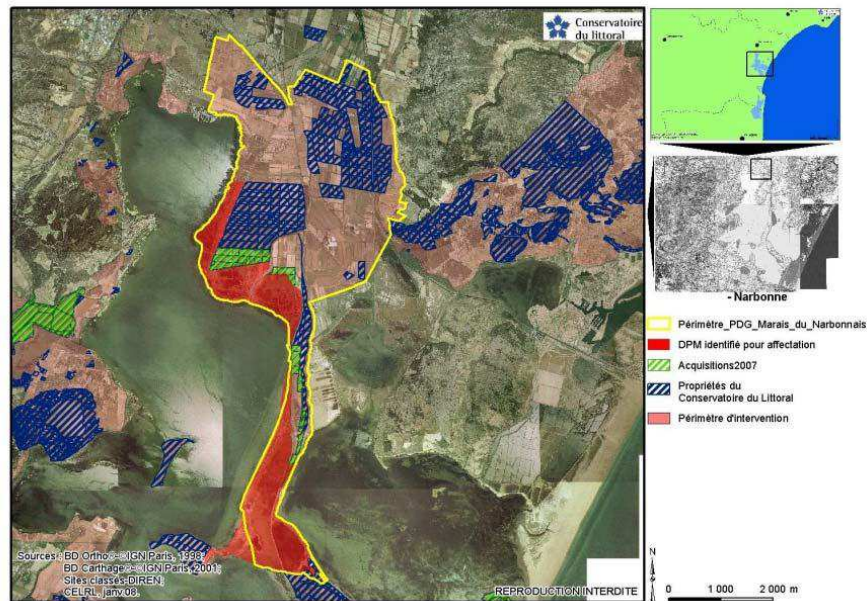 Conservatoire
du littoral
- Narbonne
Périmètre_PDG_Marais_du_Narbonnais
DPM identifié pour affectation
Acquisitions2007
Propriétés du
Conservatoire du Littoral
Périmètre d'intervention
Sources : BD Ortho®-©IGN Paris, 1998;
BD Carthage®-©IGN Paris, 2001;
Sites classés-DIREN;
CELRL, janv.08.
REPRODUCTION INTERDITE
N
0 1 000 2 000 m